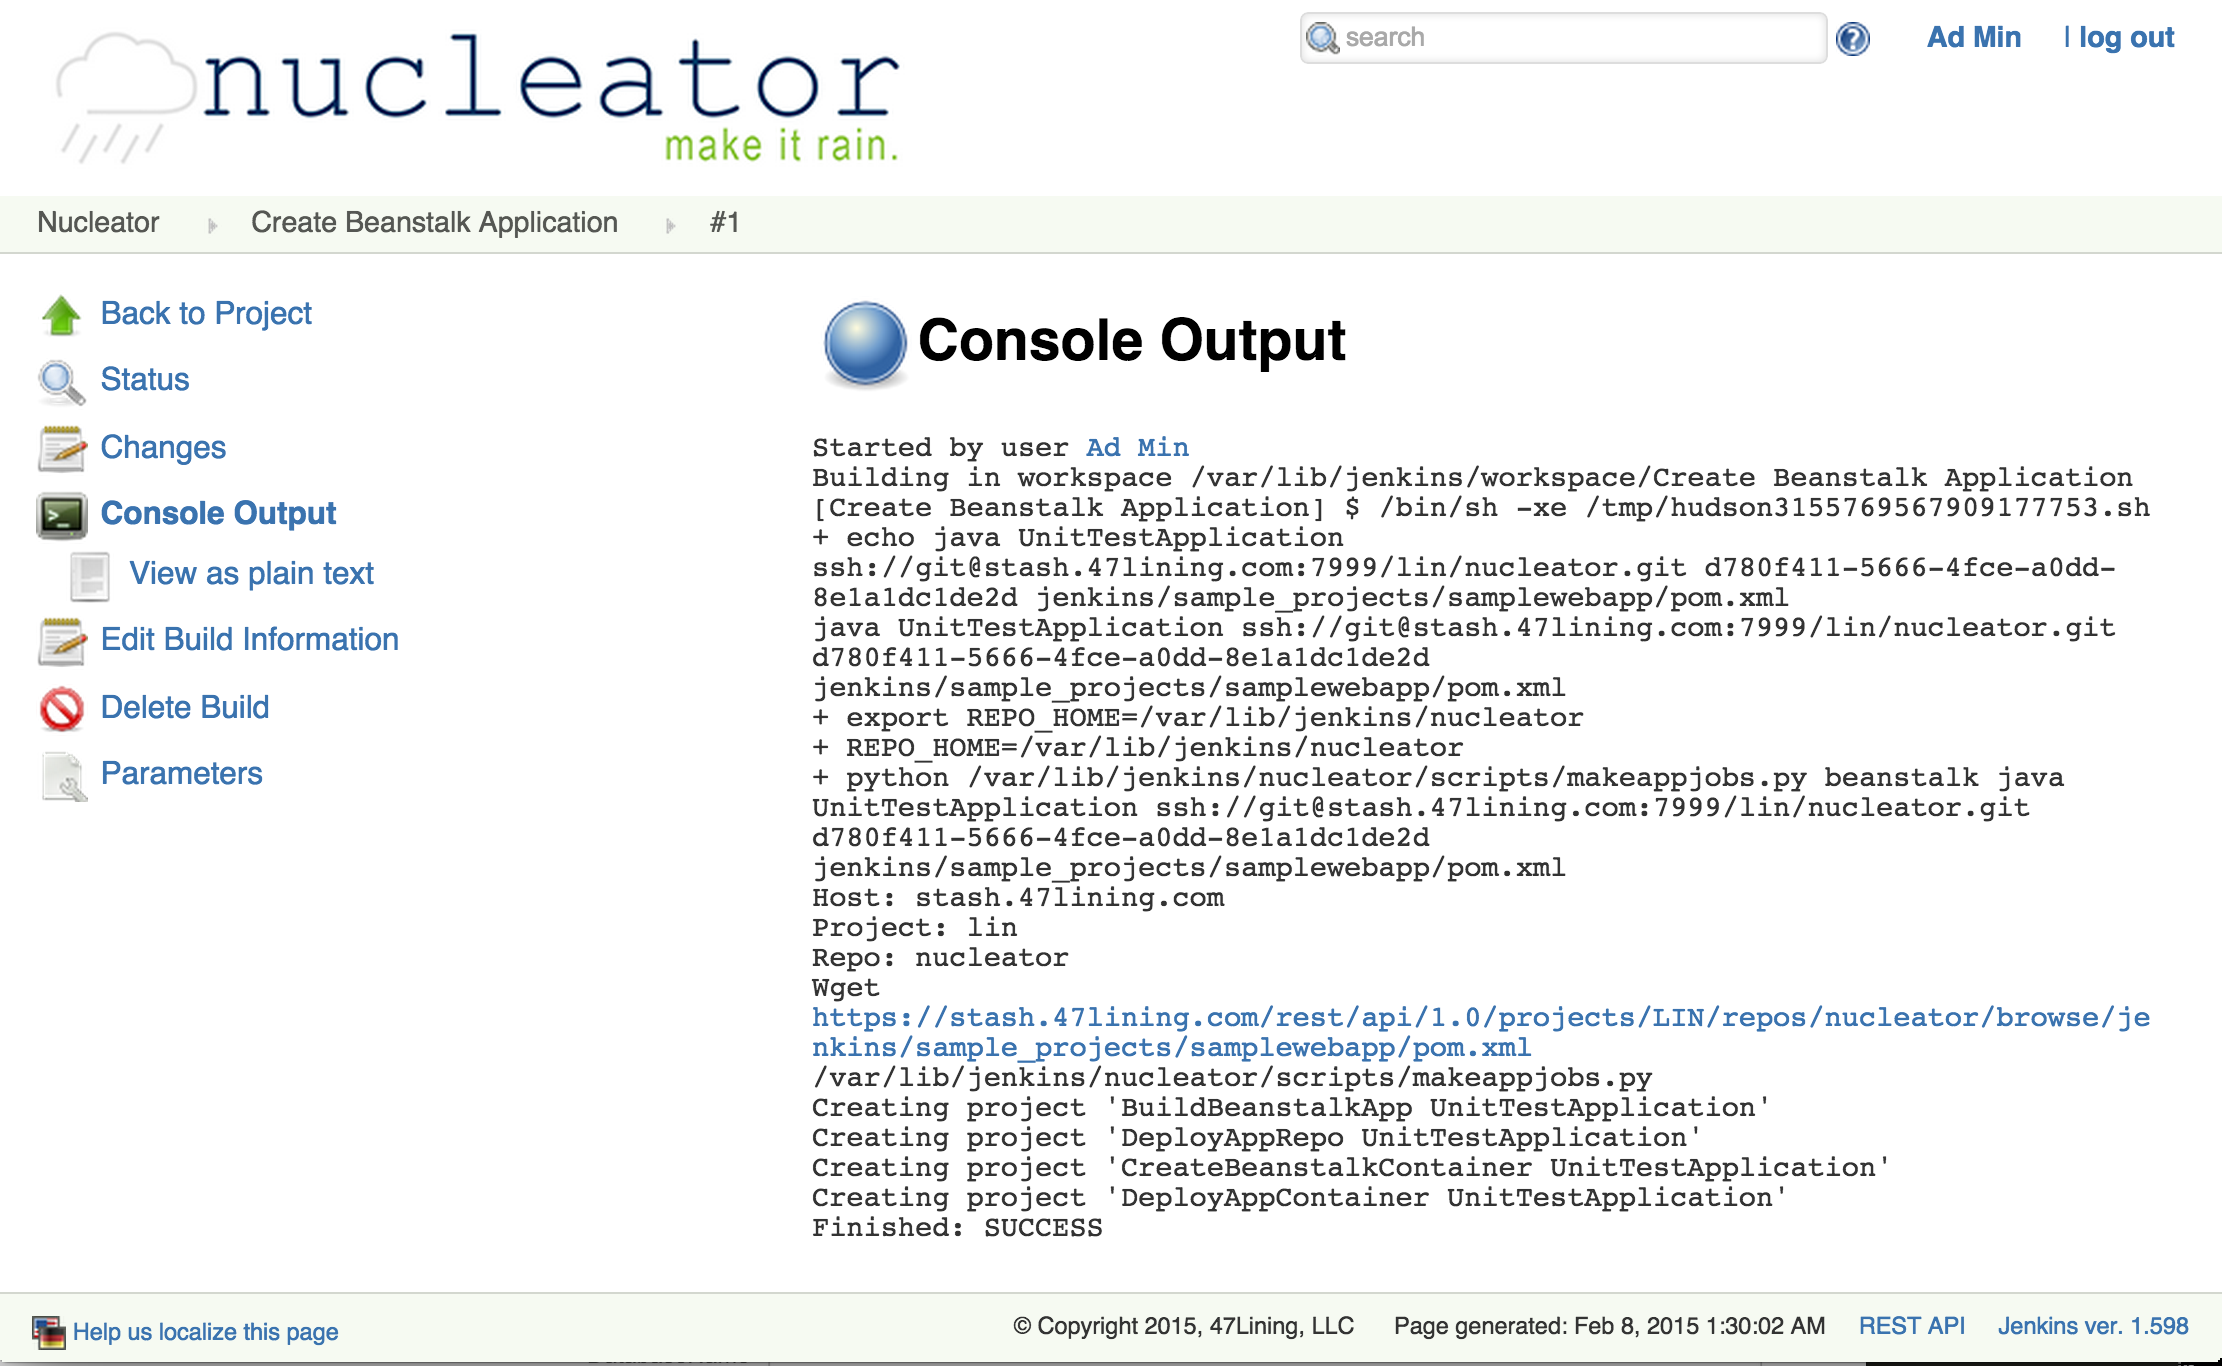 nucleator
make it rain.
search
Ad Min | log out
Nucleator Create Beanstalk Application #1
Back to Project
Status
Changes
Console Output
View as plain text
Edit Build Information
Delete Build
Parameters
Console Output
Started by user Ad Min
Building in workspace /var/lib/jenkins/workspace/Create Beanstalk Application
[Create Beanstalk Application] $ /bin/sh -xe /tmp/hudson3155769567909177753.sh
+ echo java UnitTestApplication
ssh://git@stash.47lining.com:7999/lin/nucleator.git d780f411-5666-4fce-a0dd-
8e1a1dc1de2d jenkins/sample_projects/samplewebapp/pom.xml
java UnitTestApplication ssh://git@stash.47lining.com:7999/lin/nucleator.git
d780f411-5666-4fce-a0dd-8e1a1dc1de2d
jenkins/sample_projects/samplewebapp/pom.xml
+ export REPO_HOME=/var/lib/jenkins/nucleator
+ REPO_HOME=/var/lib/jenkins/nucleator
+ python /var/lib/jenkins/nucleator/scripts/makeappjobs.py beanstalk java
UnitTestApplication ssh://git@stash.47lining.com:7999/lin/nucleator.git
d780f411-5666-4fce-a0dd-8e1a1dc1de2d
jenkins/sample_projects/samplewebapp/pom.xml
Host: stash.47lining.com
Project: lin
Repo: nucleator
Wget
https://stash.47lining.com/rest/api/1.0/projects/LIN/repos/nucleator/browse/je
nkins/sample_projects/samplewebapp/pom.xml
/var/lib/jenkins/nucleator/scripts/makeappjobs.py
Creating project 'BuildBeanstalkApp UnitTestApplication'
Creating project 'DeployAppRepo UnitTestApplication'
Creating project 'CreateBeanstalkContainer UnitTestApplication'
Creating project 'DeployAppContainer UnitTestApplication'
Finished: SUCCESS
Help us localize this page
© Copyright 2015, 47Lining, LLC Page generated: Feb 8, 2015 1:30:02 AM REST API Jenkins ver. 1.598